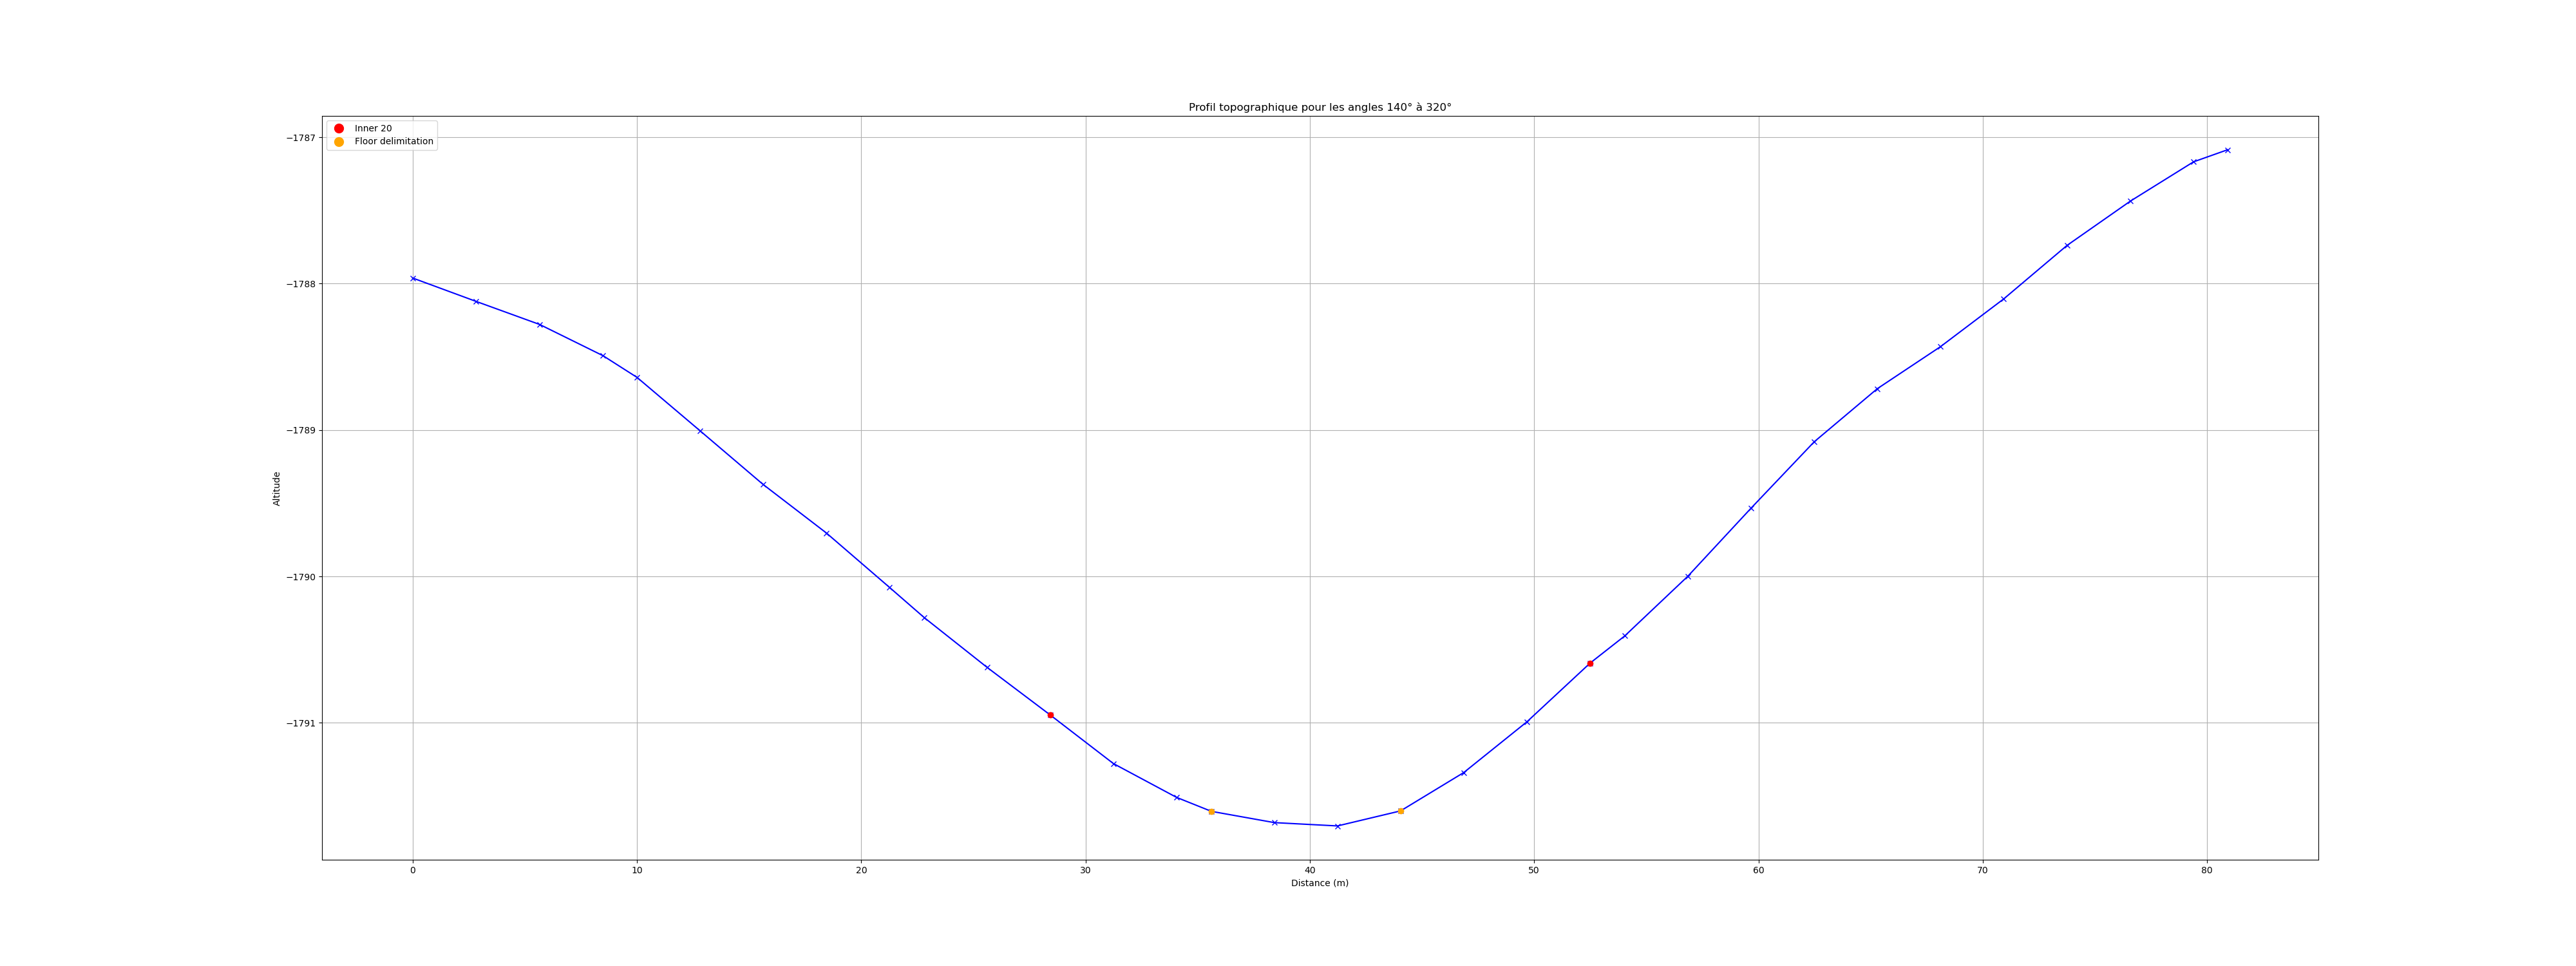 Profil topographique pour les angles 140° à 320°
Inner 20
Floor delimitation
−1787
−1788
−1789
−1790
−1791
Altitude
0 10 20 30 40 50 60 70 80
Distance (m)